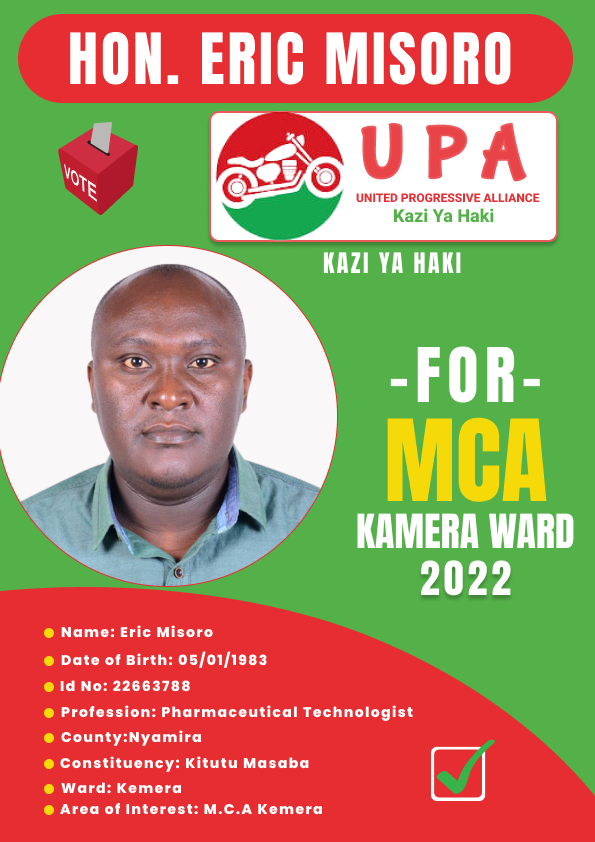 HON. ERIC MISORO
VOTE
UPA
UNITED PROGRESSIVE ALLIANCE
Kazi Ya Haki
KAZI YA HAKI
-FOR-
MCA
KAMERA WARD
2022
Name: Eric Misoro
Date of Birth: 05/01/1983
Id No: 22663788
Profession: Pharmaceutical Technologist
County:Nyamira
Constituency: Kitutu Masaba
Ward: Kemera
Area of Interest: M.C.A Kemera